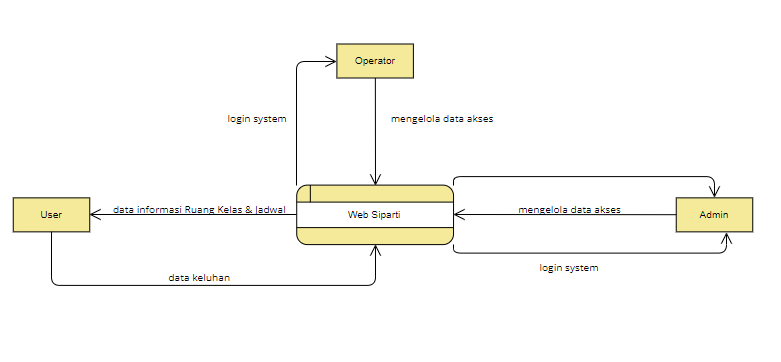 Operator
login system
mengelola data akses
User
data informasi Ruang Kelas & Jadwal
Web Siparti
mengelola data akses
Admin
data keluhan
login system